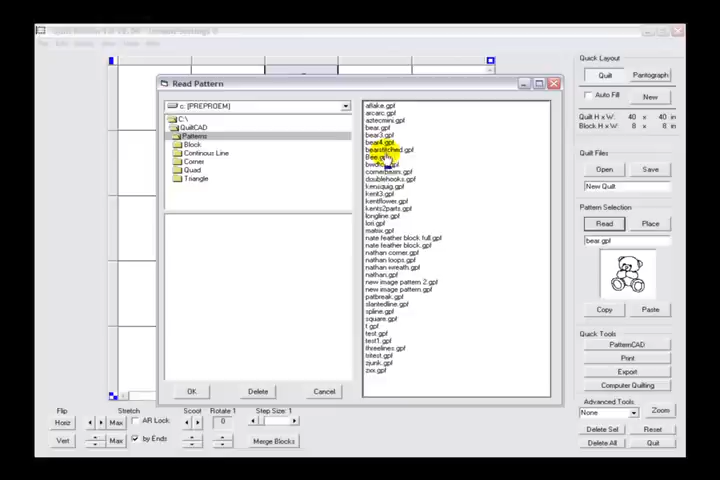 Read Pattern
c: [PREPROEM]
C:\
QuiltCAD
Patterns
Block
Continous Line
Corner
Quad
Triangle
aflake.gpf
arcarc.gpf
aztecmini.gpf
bear.gpf
bear3.gpf
bear4.gpf
bearstitched.gpf
cornerbeam.gpf
doublehooks.gpf
kensquig.gpf
kent3.gpf
kentflower.gpf
kents2parts.gpf
longline.gpf
lori.gpf
matrix.gpf
nate feather block full.gpf
nate feather block.gpf
nathan corner.gpf
nathan loops.gpf
nathan wreath.gpf
nathan.gpf
new image pattern 2.gpf
new image pattern.gpf
patbreak.gpf
slantedline.gpf
spline.gpf
square.gpf
t.gpf
test.gpf
test1.gpf
threelines.gpf
tritest.gpf
zjunk.gpf
zxx.gpf
OK
Delete
Cancel
Quick Layout
Quilt
Pantograph
Auto Fill
New
Quilt H x W: 40 x 40 in
Block H x W: 8 x 8 in
Quilt Files
Open
Save
New Quilt
Pattern Selection
Read
Place
bear.gpf
Copy
Paste
Quick Tools
PatternCAD
Print
Export
Computer Quilting
Advanced Tools
None
Zoom
Delete Sel
Reset
Delete All
Quit
Flip
Stretch
AR Lock
Scoot
Rotate 1
Step Size: 1
Horiz
Max
0
Vert
Max
by Ends
Merge Blocks